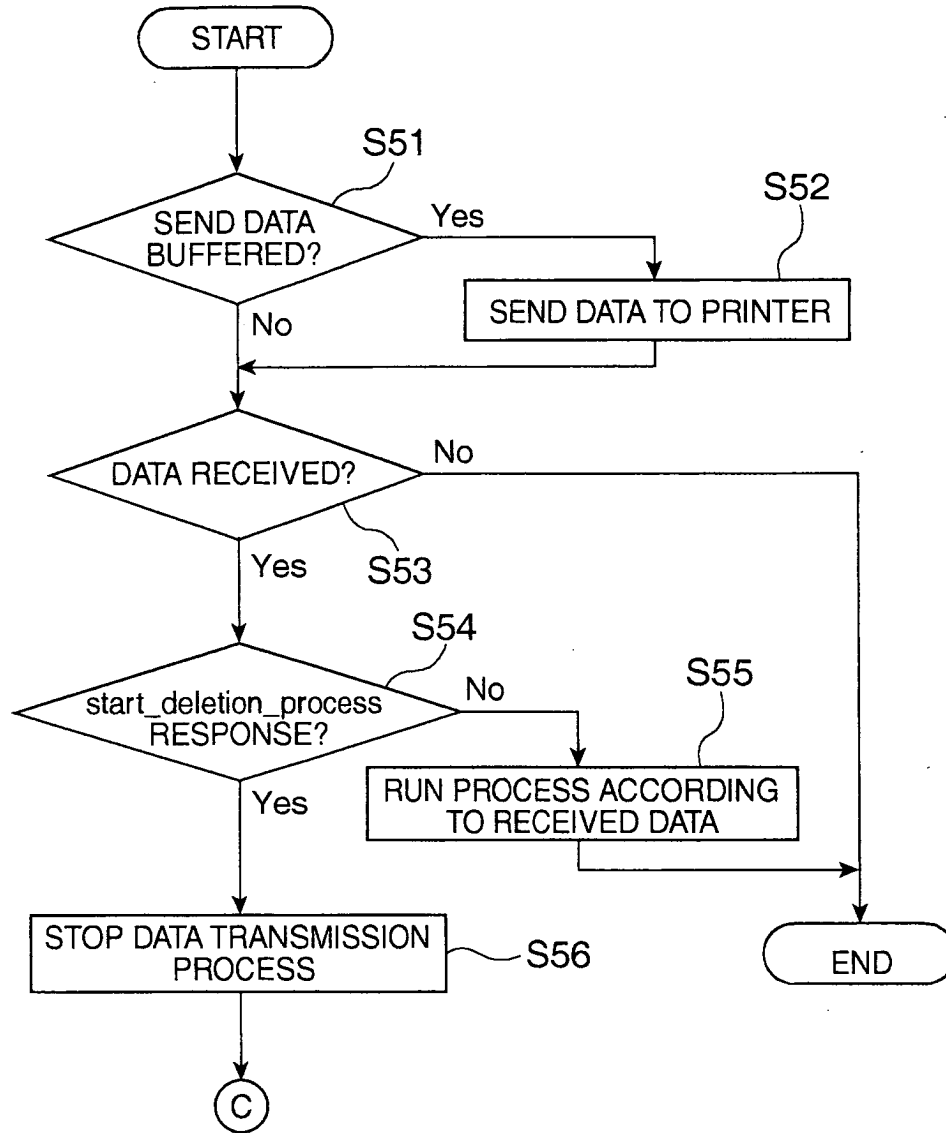 START
S51
SEND DATA
BUFFERED?
Yes
S52
SEND DATA TO PRINTER
No
DATA RECEIVED?
No
S53
Yes
S54
start_deletion_process
RESPONSE?
No
S55
RUN PROCESS ACCORDING
TO RECEIVED DATA
Yes
STOP DATA TRANSMISSION
PROCESS
S56
END
C